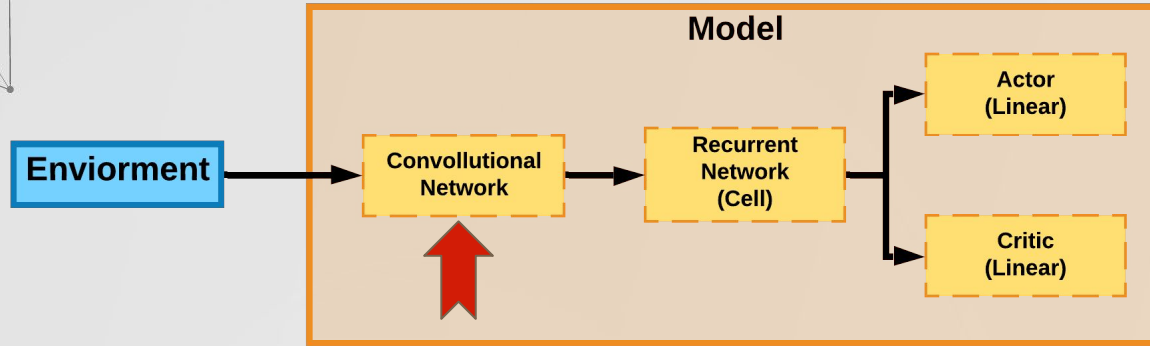 Model
Enviorment
Convollutional
Network
Recurrent
Network
(Cell)
Actor
(Linear)
Critic
(Linear)